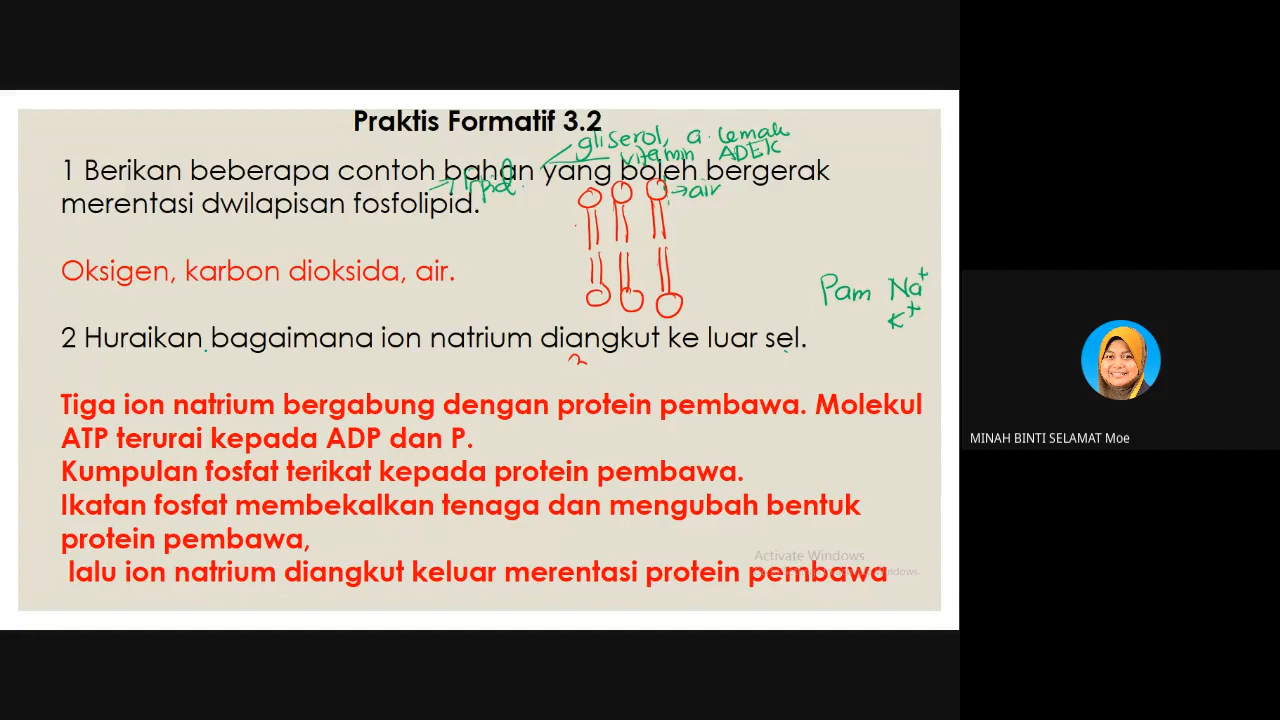 Praktis Formatif 3.2
gliserol, a. lemak
vitamin ADEK
1 Berikan beberapa contoh bahan yang boleh bergerak
→ lipid.
→ air
merentasi dwilapisan fosfolipid.
Oksigen, karbon dioksida, air.
Pam Na+
K+
2 Huraikan bagaimana ion natrium diangkut ke luar sel.
Tiga ion natrium bergabung dengan protein pembawa. Molekul
ATP terurai kepada ADP dan P.
Kumpulan fosfat terikat kepada protein pembawa.
Ikatan fosfat membekalkan tenaga dan mengubah bentuk
protein pembawa,
lalu ion natrium diangkut keluar merentasi protein pembawa
Activate Windows
MINAH BINTI SELAMAT Moe